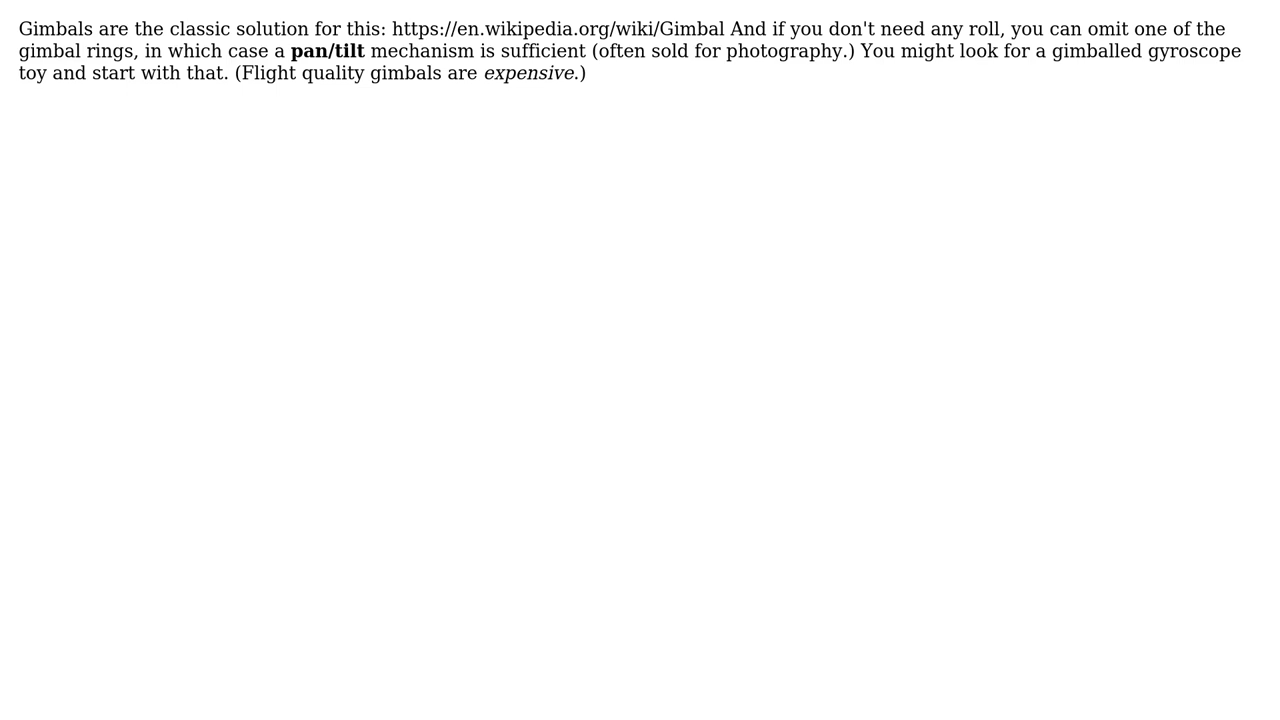 Gimbals are the classic solution for this: https://en.wikipedia.org/wiki/Gimbal And if you don't need any roll, you can omit one of the
gimbal rings, in which case a pan/tilt mechanism is sufficient (often sold for photography.) You might look for a gimballed gyroscope
toy and start with that. (Flight quality gimbals are expensive.)